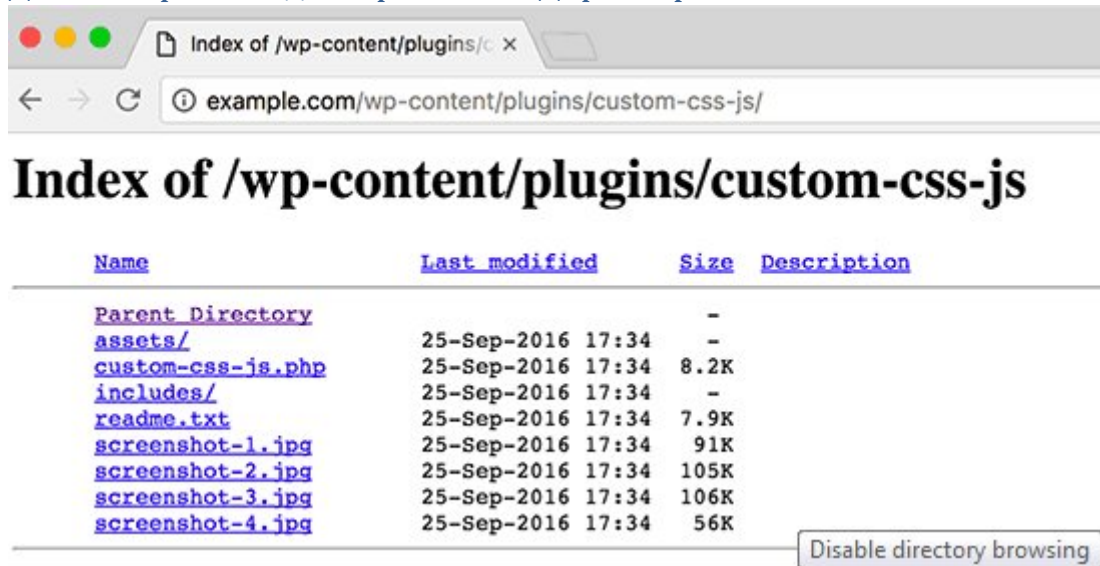 Index of /wp-content/plugins/c ×
example.com/wp-content/plugins/custom-css-js/
Index of /wp-content/plugins/custom-css-js
Name Last modified Size Description
Parent Directory -
assets/ 25-Sep-2016 17:34 -
custom-css-js.php 25-Sep-2016 17:34 8.2K
includes/ 25-Sep-2016 17:34 -
readme.txt 25-Sep-2016 17:34 7.9K
screenshot-1.jpg 25-Sep-2016 17:34 91K
screenshot-2.jpg 25-Sep-2016 17:34 105K
screenshot-3.jpg 25-Sep-2016 17:34 106K
screenshot-4.jpg 25-Sep-2016 17:34 56K
Disable directory browsing